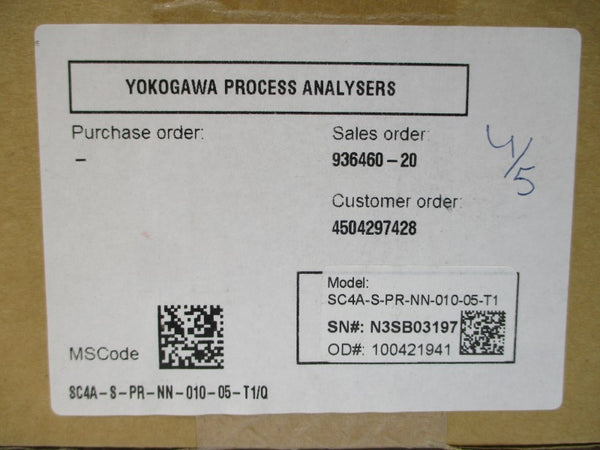 YOKOGAWA PROCESS ANALYSERS
Purchase order:
–
Sales order:
936460-20
4/5
Customer order:
4504297428
Model:
SC4A-S-PR-NN-010-05-T1
SN#: N3SB03197
OD#: 100421941
MSCode
SC4A-S-PR-NN-010-05-T1/Q